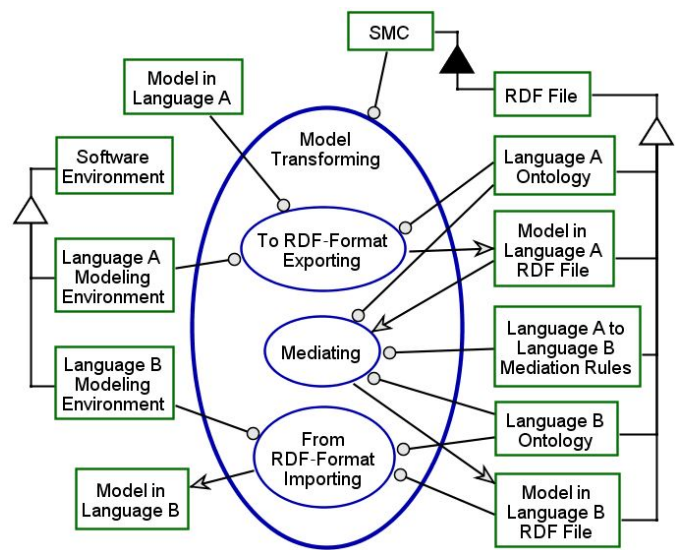 SMC
Model in
Language A
RDF File
Model
Transforming
Software
Environment
Language A
Ontology
To RDF-Format
Exporting
Model in
Language A
RDF File
Language A
Modeling
Environment
Language A to
Language B
Mediation Rules
Mediating
Language B
Modeling
Environment
Language B
Ontology
From
RDF-Format
Importing
Model in
Language B
Model in
Language B
RDF File